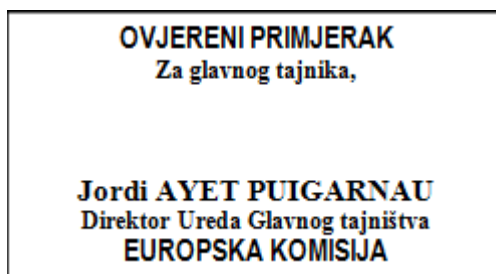 OVJERENI PRIMJERAK
Za glavnog tajnika,
Jordi AYET PUIGARNAU
Direktor Ureda Glavnog tajništva
EUROPSKA KOMISIJA